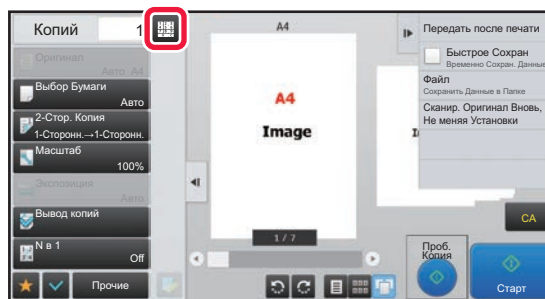 Копий
1
Оригинал
Авто A4
Выбор Бумаги
Авто
2-Стор. Копия
1-Сторонн.→1-Сторонн.
Масштаб
100%
Экспозиция
Авто
Вывод копий
N в 1
Off
Прочие
A4
A4
Image
I
1 / 7
Передать после печати
Быстрое Сохран
Временно Сохран. Данные
Файл
Сохранить Данные в Папке
Сканир. Оригинал Вновь,
Не меняя Установки
CA
Проб.
Копия
Старт